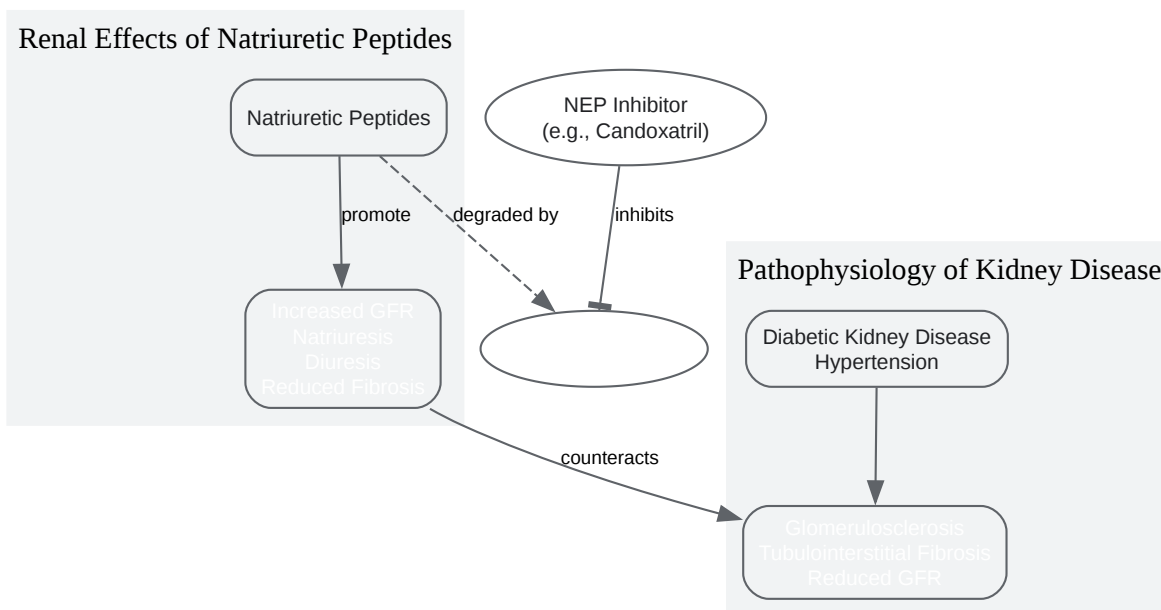 Renal Effects of Natriuretic Peptides
Natriuretic Peptides
NEP Inhibitor
(e.g., Candoxatril)
promote
degraded by
inhibits
Increased GFR
Natriuresis
Diuresis
Reduced Fibrosis
Pathophysiology of Kidney Disease
Diabetic Kidney Disease
Hypertension
counteracts
Glomerulosclerosis
Tubulointerstitial Fibrosis
Reduced GFR